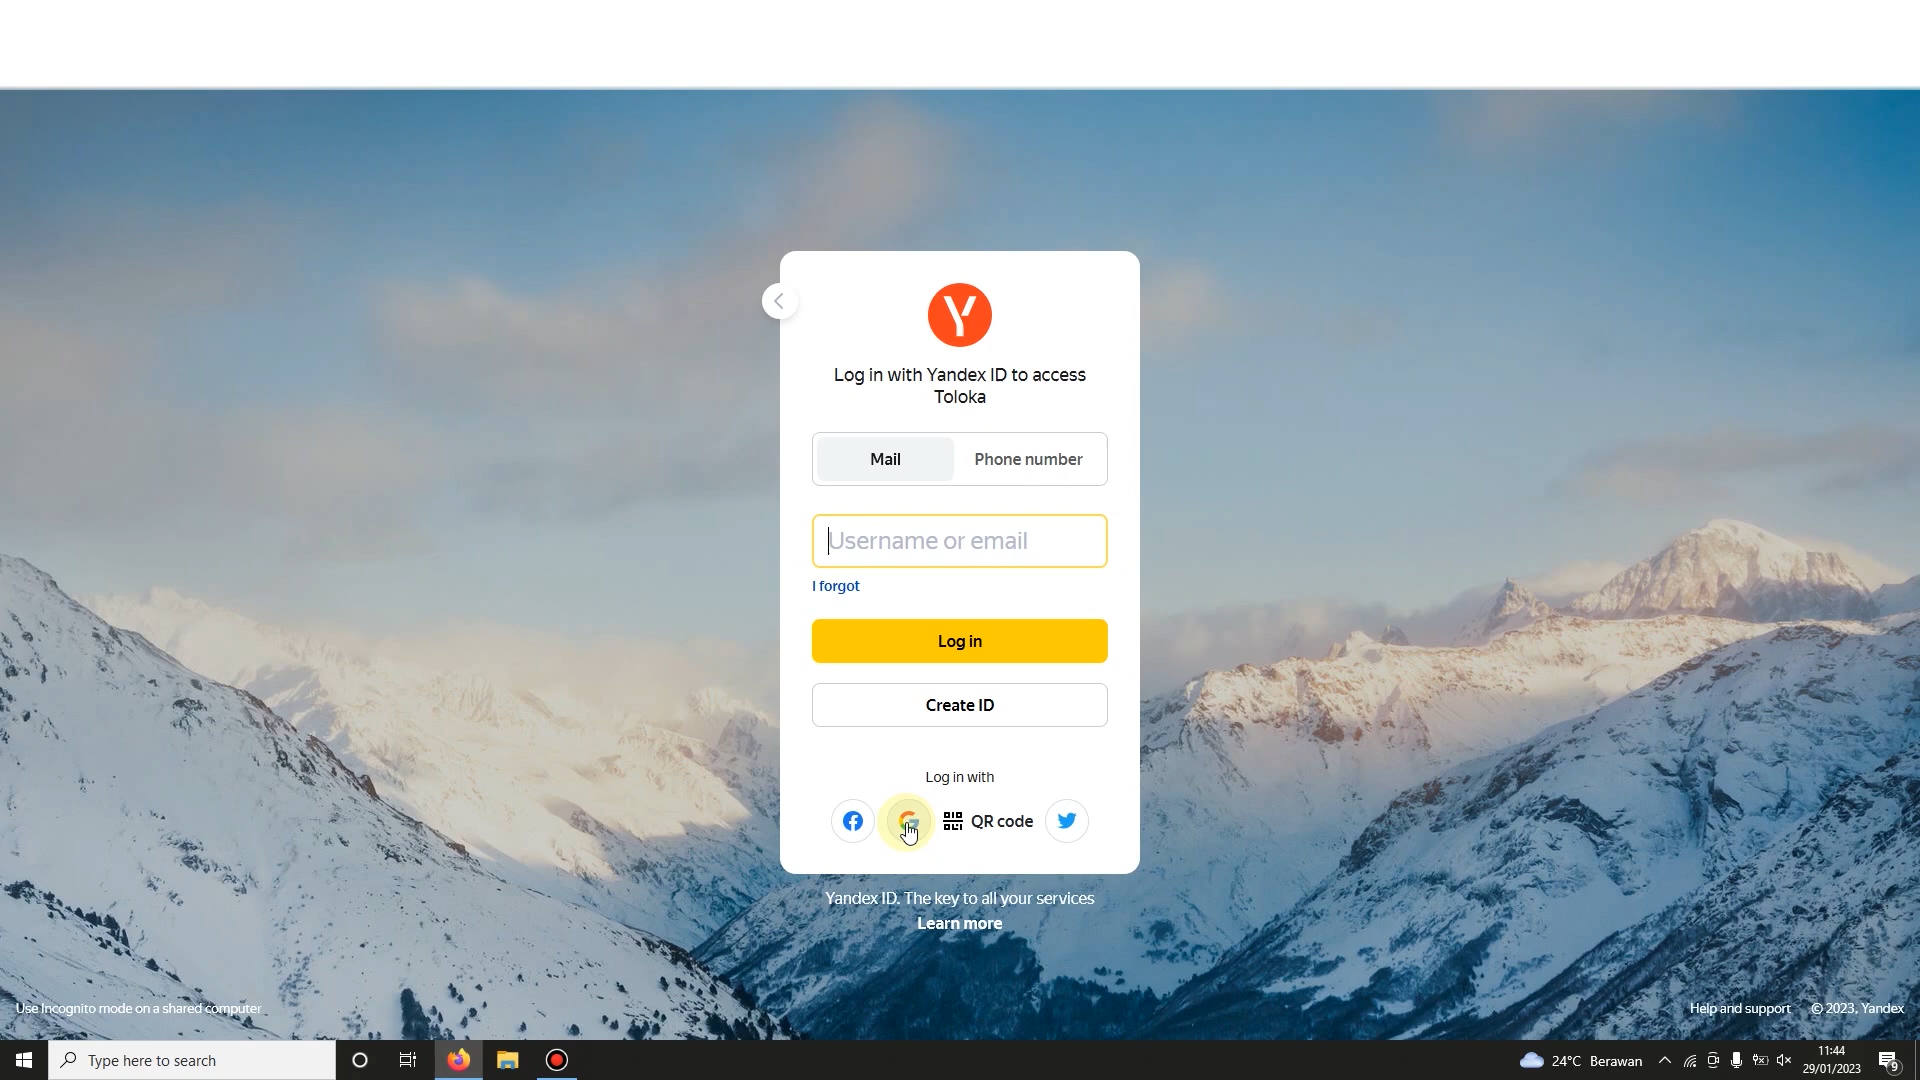 Log in with Yandex ID to access
Toloka
Mail
Phone number
Username or email
I forgot
Log in
Create ID
Log in with
QR code
Yandex ID. The key to all your services
Learn more
Use Incognito mode on a shared computer
Help and support
© 2023, Yandex
Type here to search
24°C Berawan
11:44
29/01/2023
9